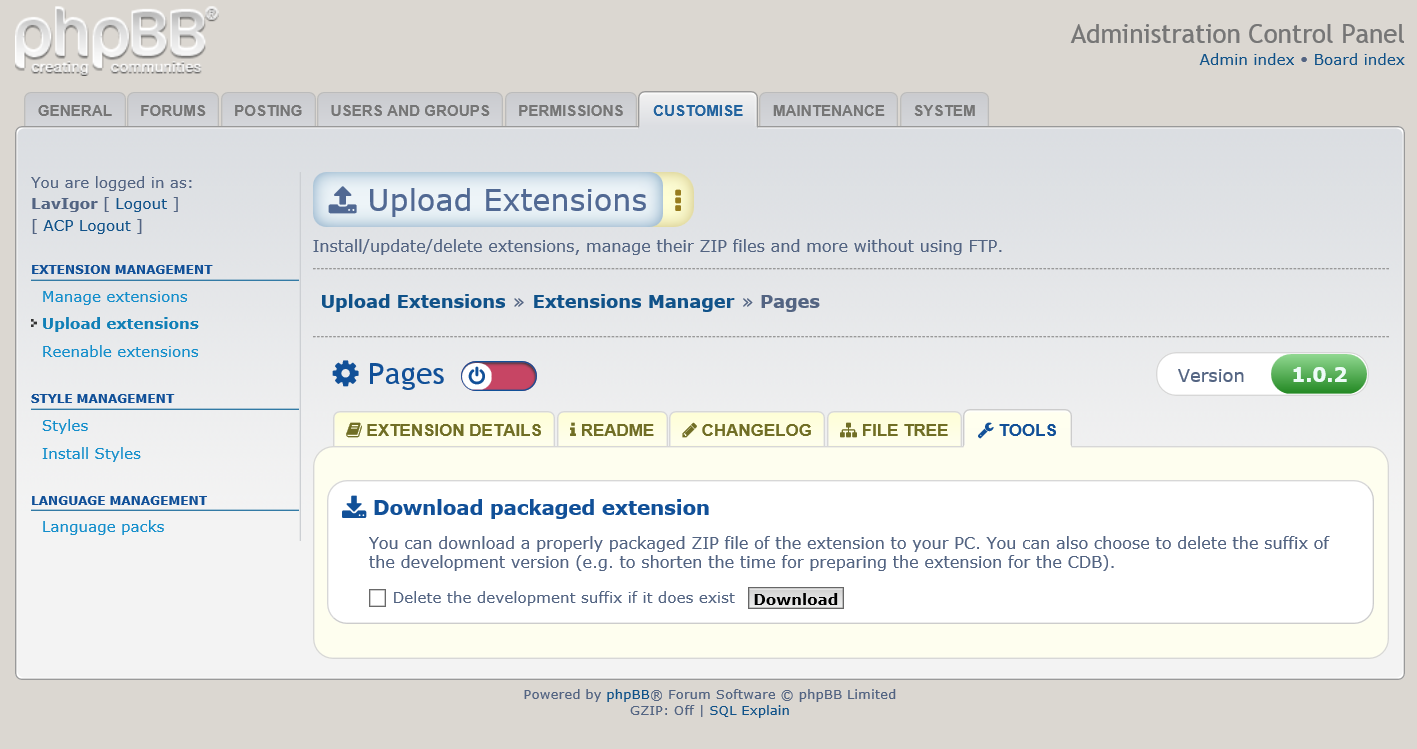 phpBB®
creating communities
Administration Control Panel
Admin index • Board index
GENERAL FORUMS POSTING USERS AND GROUPS PERMISSIONS CUSTOMISE MAINTENANCE SYSTEM
You are logged in as:
LavIgor [ Logout ]
[ ACP Logout ]
EXTENSION MANAGEMENT
Manage extensions
Upload extensions
Reenable extensions
STYLE MANAGEMENT
Styles
Install Styles
LANGUAGE MANAGEMENT
Language packs
Upload Extensions
Install/update/delete extensions, manage their ZIP files and more without using FTP.
Upload Extensions » Extensions Manager » Pages
Pages
Version 1.0.2
EXTENSION DETAILS README CHANGELOG FILE TREE TOOLS
Download packaged extension
You can download a properly packaged ZIP file of the extension to your PC. You can also choose to delete the suffix of
the development version (e.g. to shorten the time for preparing the extension for the CDB).
Delete the development suffix if it does exist Download
Powered by phpBB® Forum Software © phpBB Limited
GZIP: Off | SQL Explain